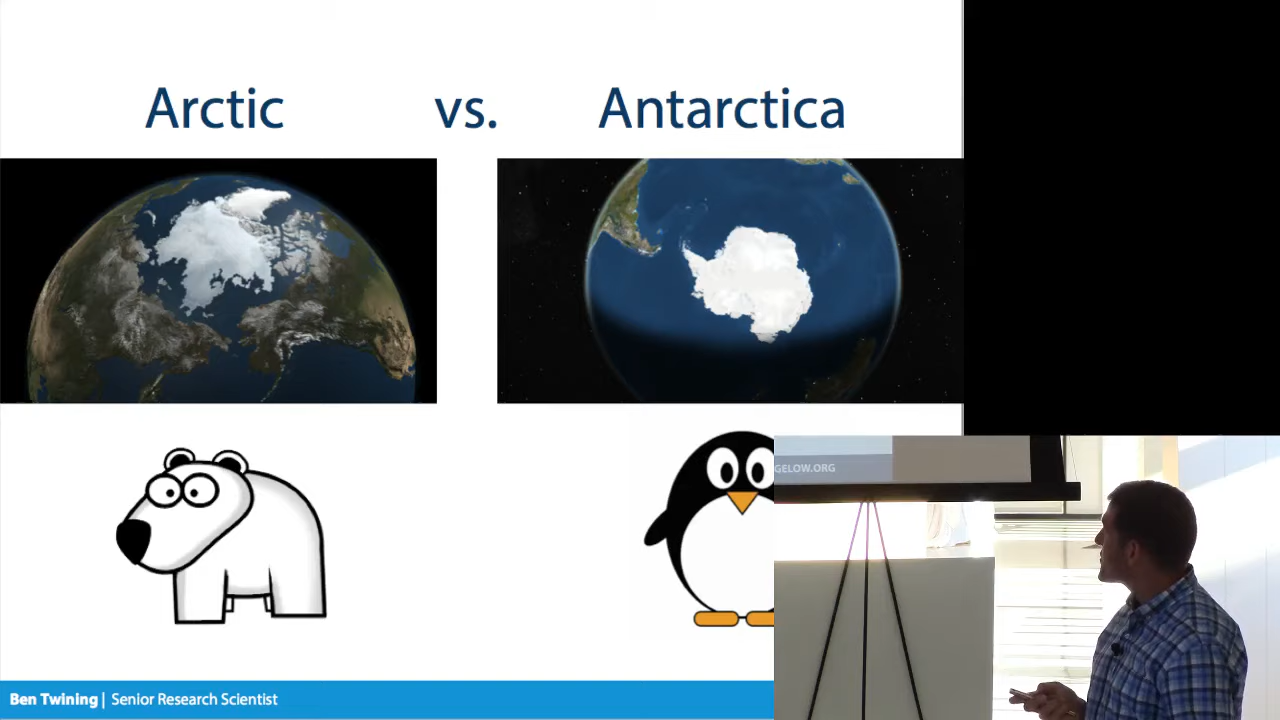 Arctic vs. Antarctica
GELOW.ORG
Ben Twining | Senior Research Scientist